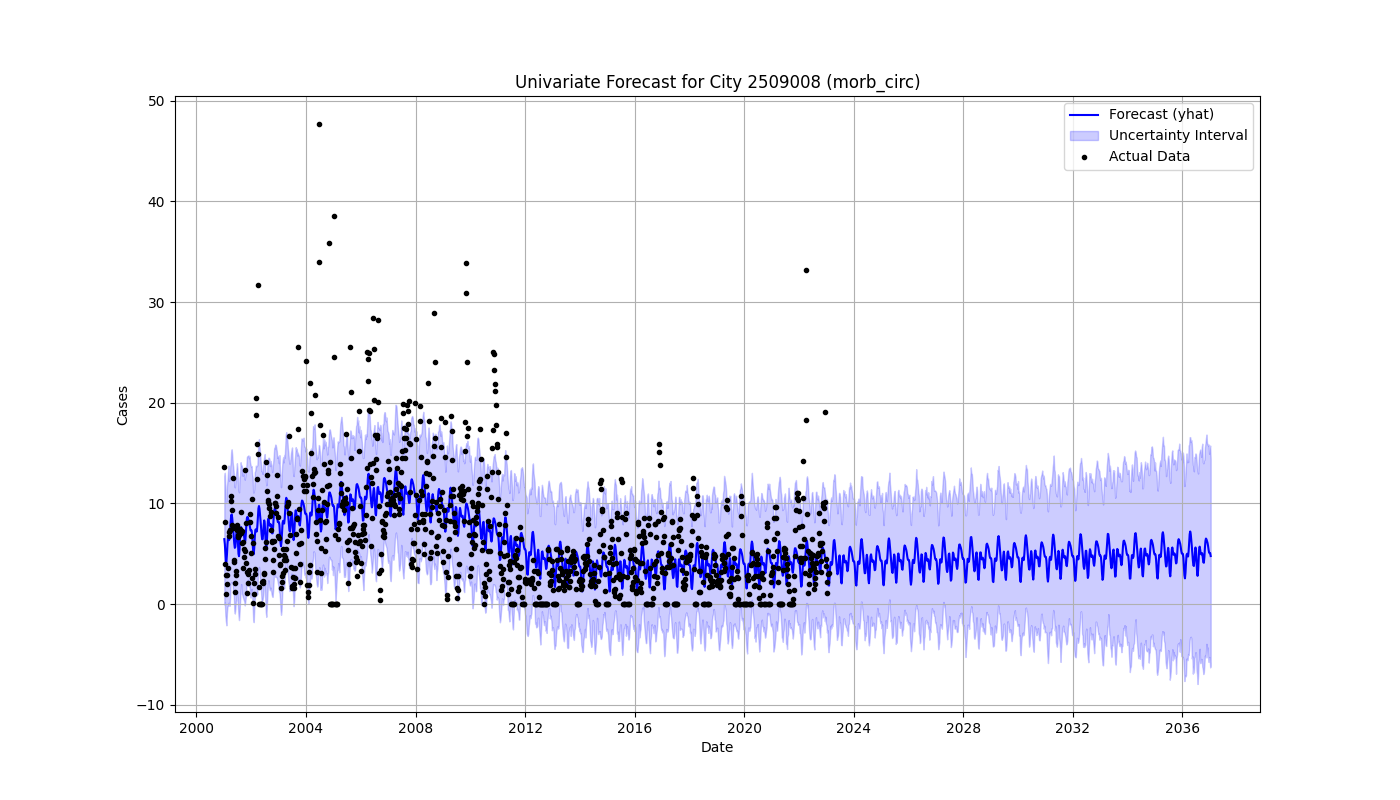 Univariate Forecast for City 2509008 (morb_circ)
Forecast (yhat)
Uncertainty Interval
Actual Data
Cases
50
40
30
20
10
0
−10
2000
2004
2008
2012
2016
2020
2024
2028
2032
2036
Date